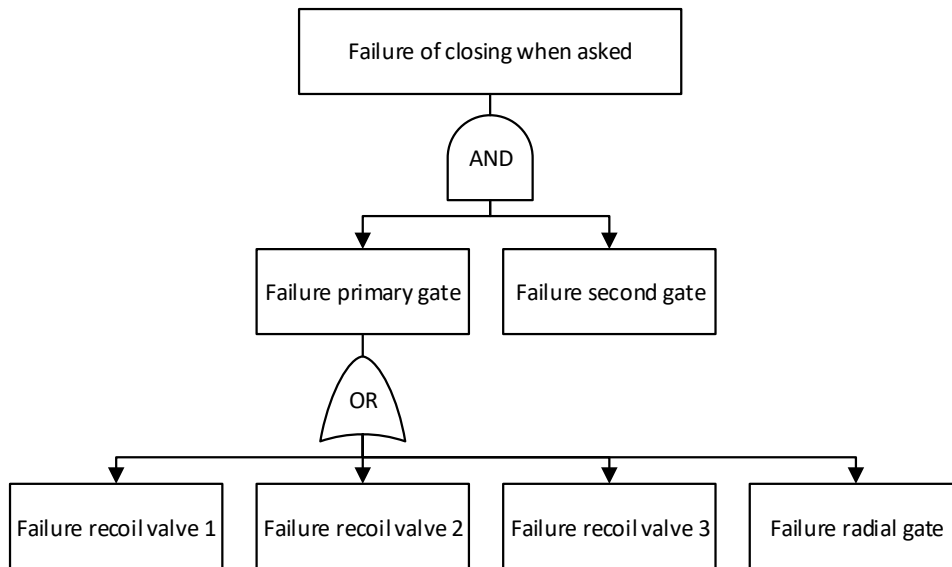 Failure of closing when asked
AND
Failure primary gate
Failure second gate
OR
Failure recoil valve 1
Failure recoil valve 2
Failure recoil valve 3
Failure radial gate